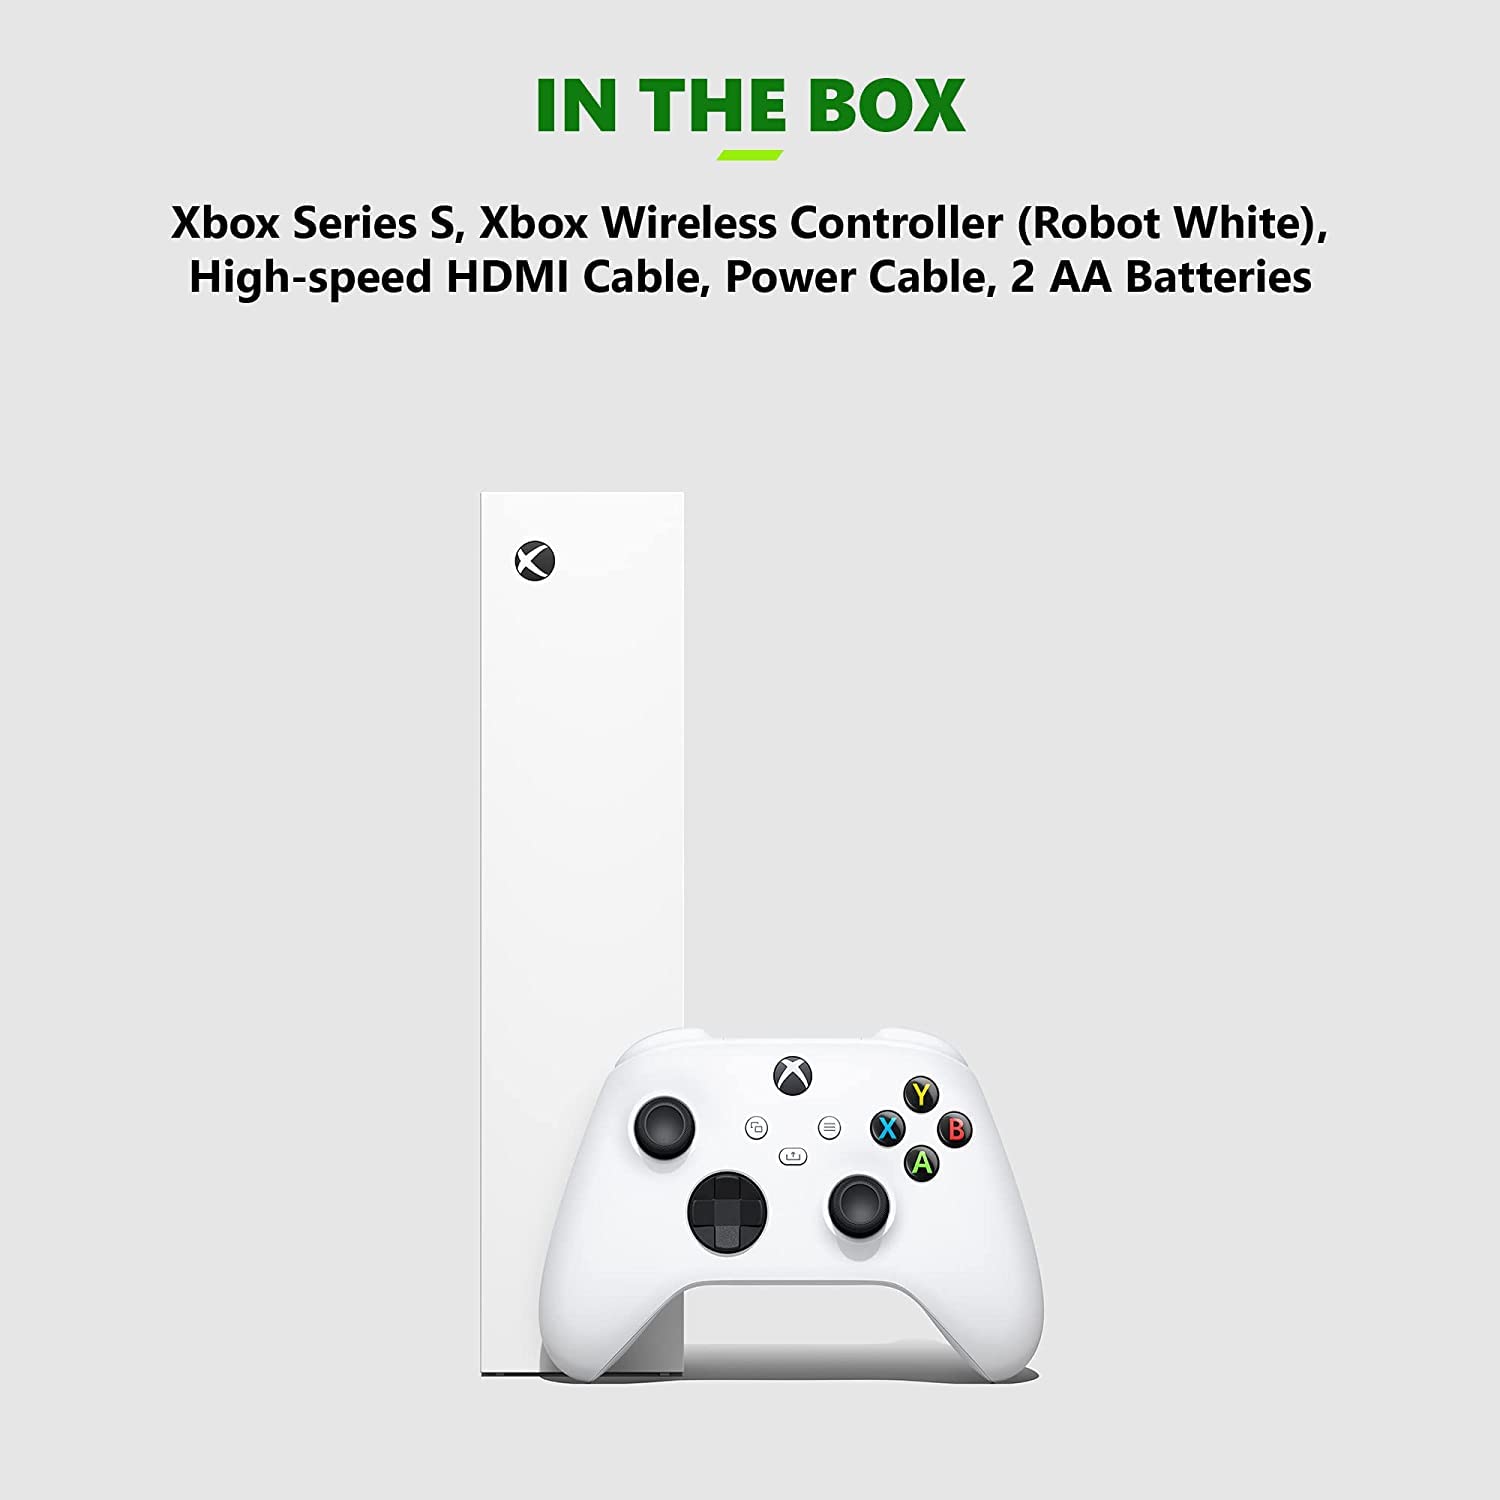 IN THE BOX
Xbox Series S, Xbox Wireless Controller (Robot White),
High-speed HDMI Cable, Power Cable, 2 AA Batteries
Y
X B
A